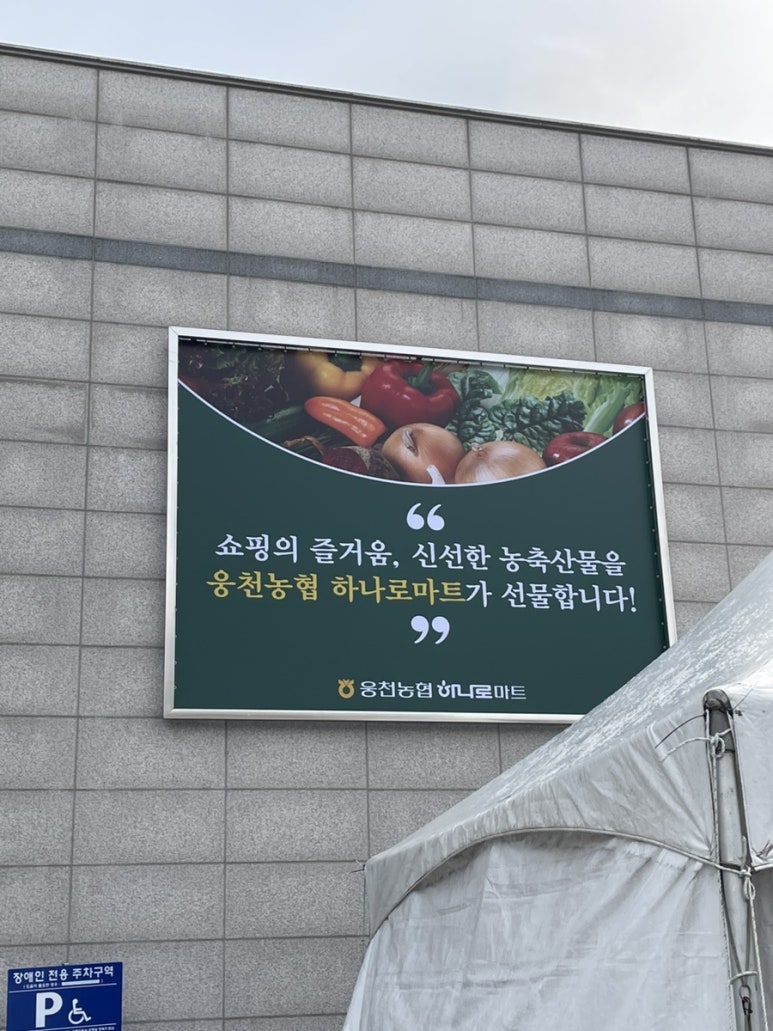 “
쇼핑의 즐거움, 신선한 농축산물을
웅천농협 하나로마트가 선물합니다!
”
웅천농협 하나로마트
장애인 전용 주차구역
P